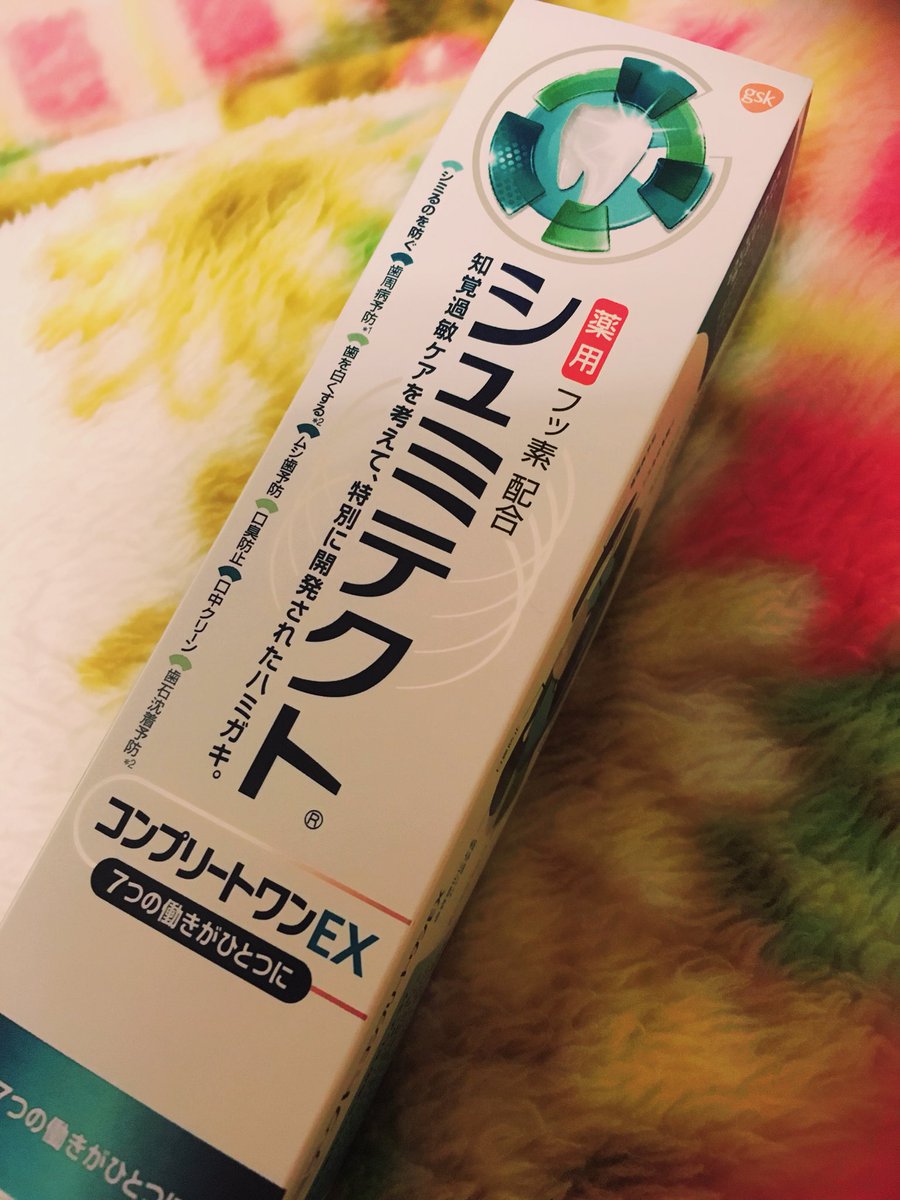 gsk
薬用
フッ素配合
シュミテクト®
知覚過敏ケアを考えて、特別に開発されたハミガキ。
シミるのを防ぐ
歯周病予防※1
歯を白くする※2
ムシ歯予防
口臭防止
口中クリーン
歯石沈着予防※2
コンプリートワンEX
7つの働きがひとつに
7つの働きがひとつに